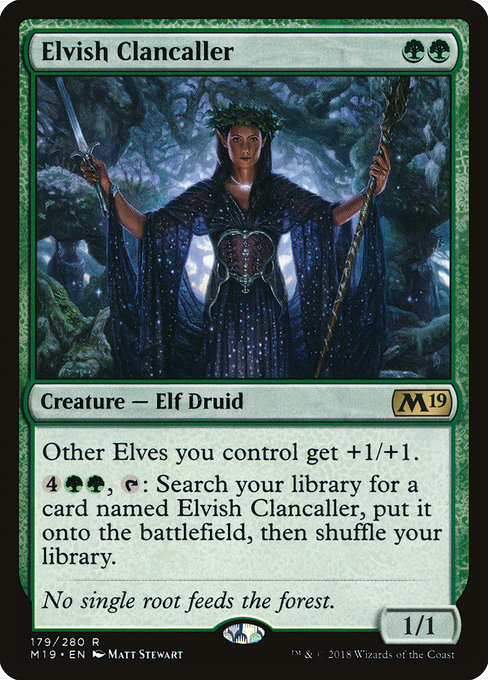 Elvish Clancaller
Creature — Elf Druid
M19
Other Elves you control get +1/+1.
4, : Search your library for a
card named Elvish Clancaller, put it
onto the battlefield, then shuffle your
library.
No single root feeds the forest.
1/1
179/280 R
M19 • EN Matt Stewart
™ & © 2018 Wizards of the Coast